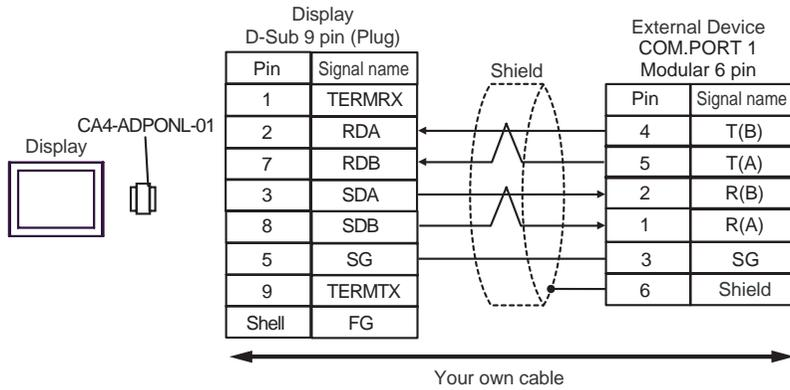 Display
D-Sub 9 pin (Plug)
External Device
COM.PORT 1
Modular 6 pin
Pin Signal name
Shield
Pin Signal name
1 TERMRX
CA4-ADPONL-01
2 RDA
4 T(B)
Display
7 RDB
5 T(A)
3 SDA
2 R(B)
8 SDB
1 R(A)
5 SG
3 SG
9 TERMTX
6 Shield
Shell FG
Your own cable